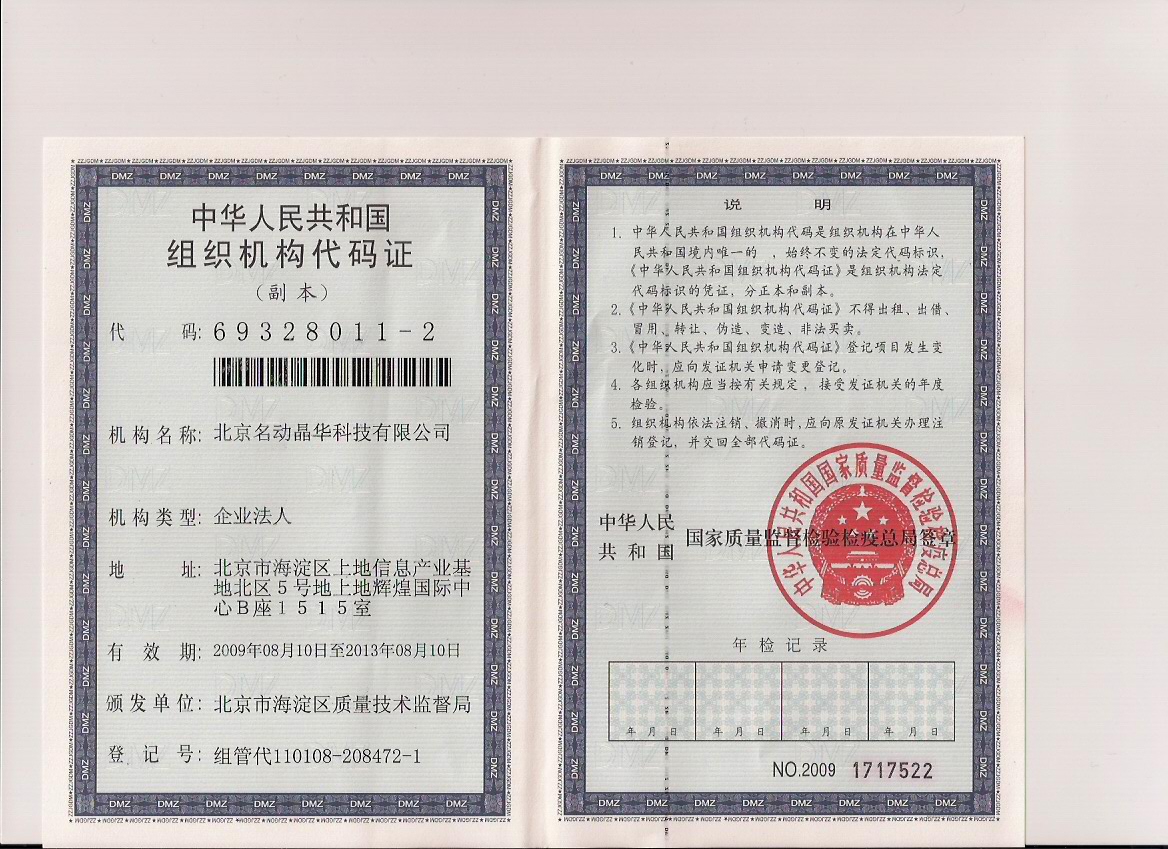 中华人民共和国
组织机构代码证
（副 本）
代 码: 69328011-2
机构名称: 北京名动晶华科技有限公司
机构类型: 企业法人
地 址: 北京市海淀区上地信息产业基
地北区５号地上地辉煌国际中
心Ｂ座１５１５室
有 效 期: 2009年08月10日至2013年08月10日
颁发单位: 北京市海淀区质量技术监督局
登 记 号: 组管代110108-208472-1
说 明
1. 中华人民共和国组织机构代码是组织机构在中华人
民共和国境内唯一的 ，始终不变的法定代码标识，
《中华人民共和国组织机构代码证》是组织机构法定
代码标识的凭证，分正本和副本。
2.《中华人民共和国组织机构代码证》不得出租、出借、
冒用、转让、伪造、变造、非法买卖。
3.《中华人民共和国组织机构代码证》登记项目发生变
化时，应向发证机关申请变更登记。
4. 各组织机构应当按有关规定，接受发证机关的年度
检验。
5. 组织机构依法注销、撤消时，应向原发证机关办理注
销登记，并交回全部代码证。
中华人民
共 和 国
国家质量监督检验检疫总局签章
中华人民共和国国家质量监督检验检疫总局
年 检 记 录
年 月 日 年 月 日 年 月 日 年 月 日
NO.2009 1717522